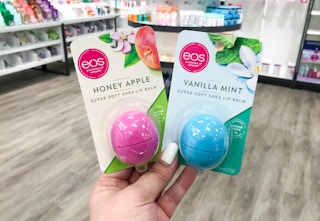 eos
HONEY APPLE
SUPER SOFT SHEA LIP BALM
eos
VANILLA MINT
SUPER SOFT SHEA LIP BALM